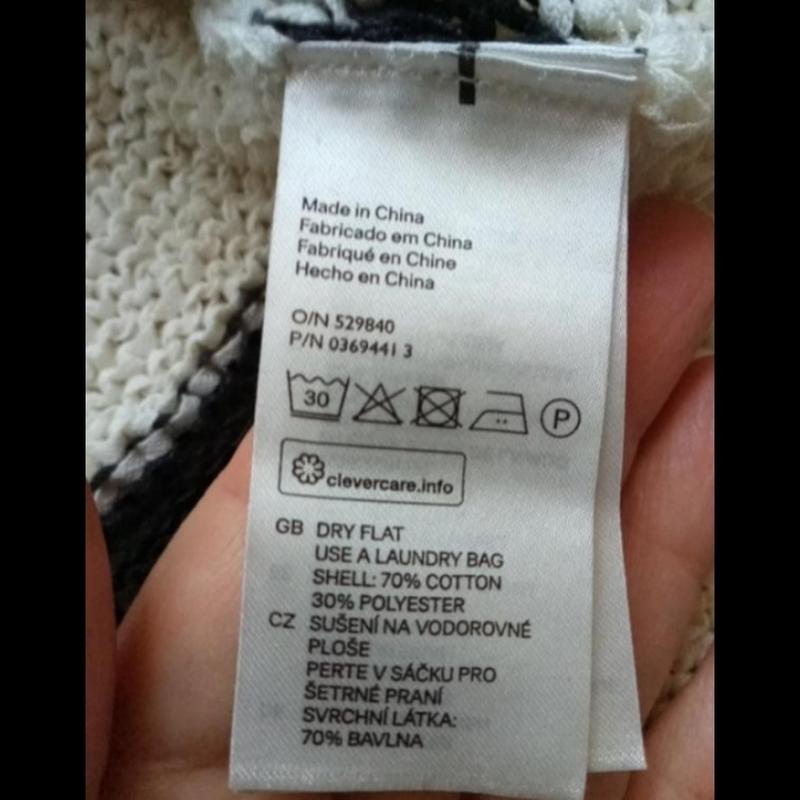 Made in China
Fabricado em China
Fabriqué en Chine
Hecho en China
O/N 529840
P/N 0369441 3
30 P
clevercare.info
GB DRY FLAT
USE A LAUNDRY BAG
SHELL: 70% COTTON
30% POLYESTER
CZ SUŠENÍ NA VODOROVNÉ
PLOŠE
PERTE V SÁČKU PRO
ŠETRNÉ PRANÍ
SVRCHNÍ LÁTKA:
70% BAVLNA